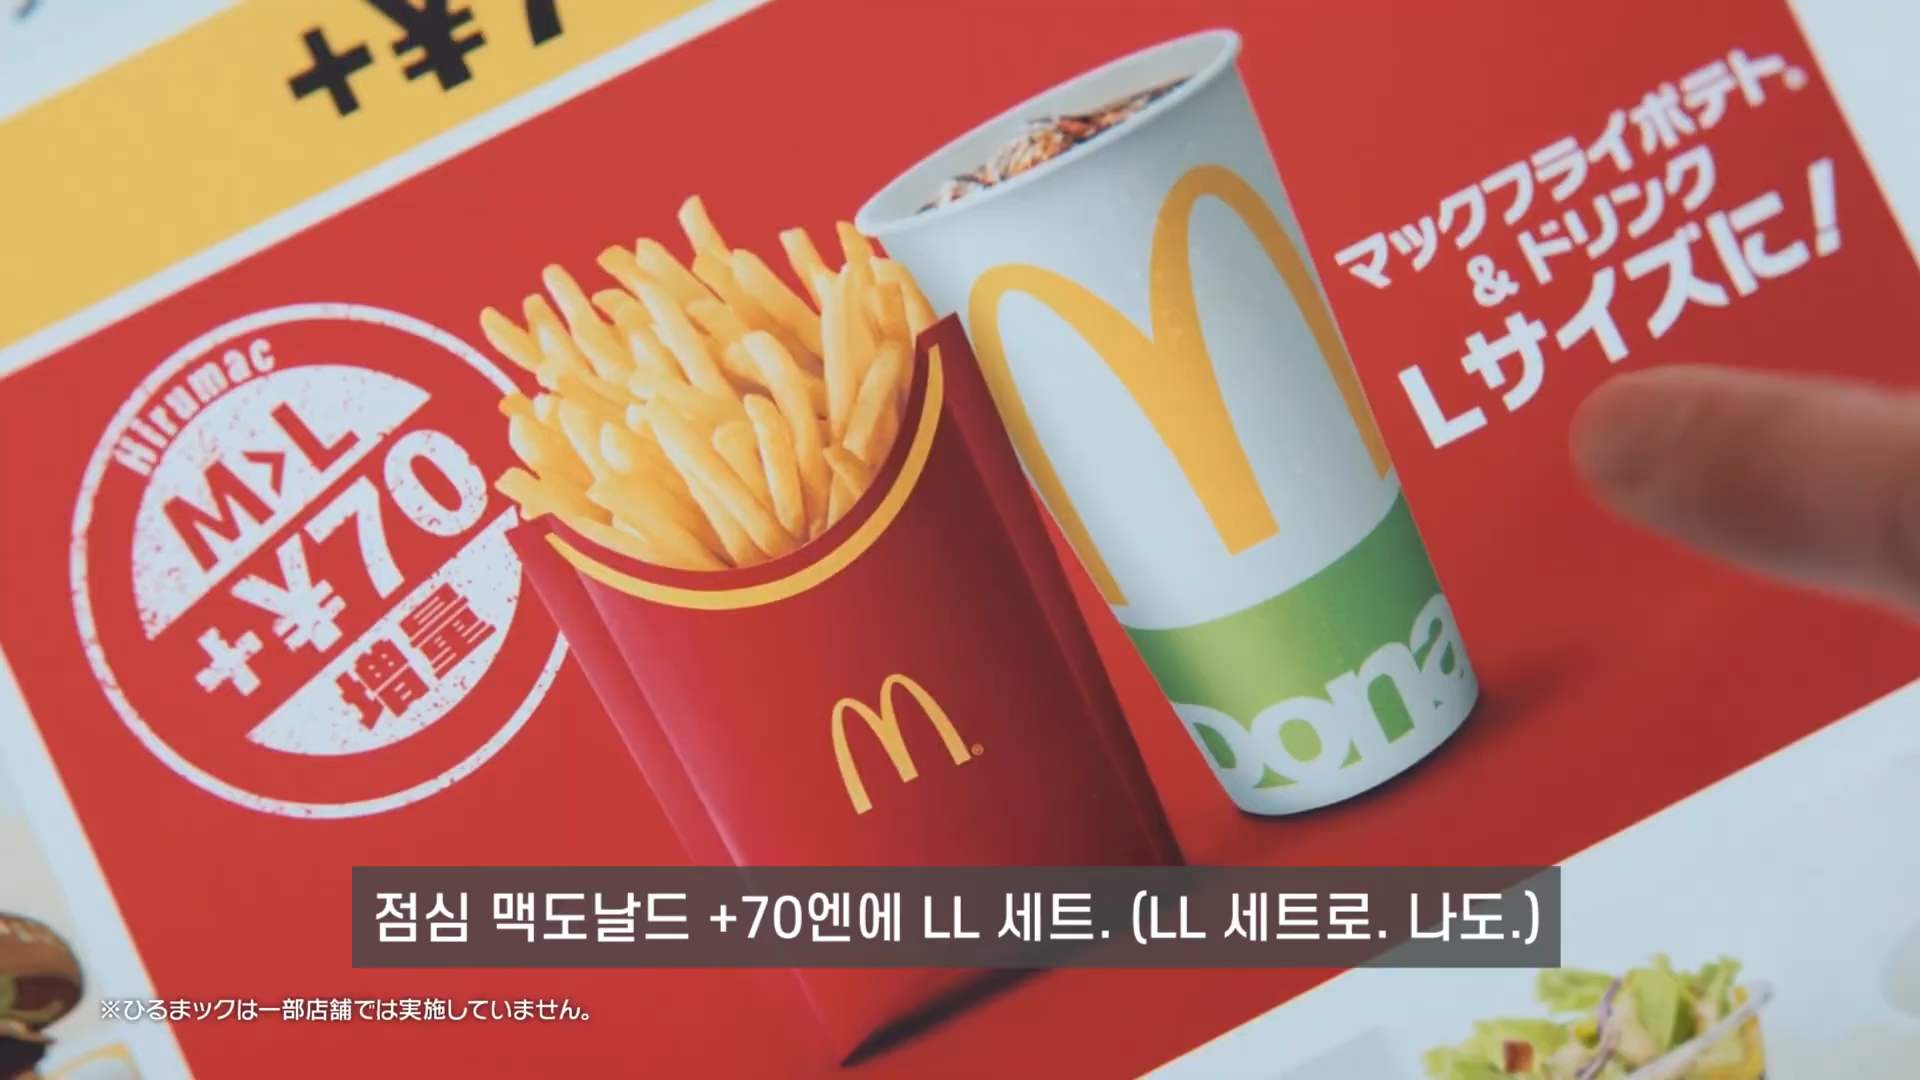 +¥
マックフライポテト®
&ドリンク
Lサイズに!
Hirumac
M>L
+¥70
増量
Dona
점심 맥도날드 +70엔에 LL 세트. (LL 세트로. 나도.)
※ひるまックは一部店舗では実施していません。